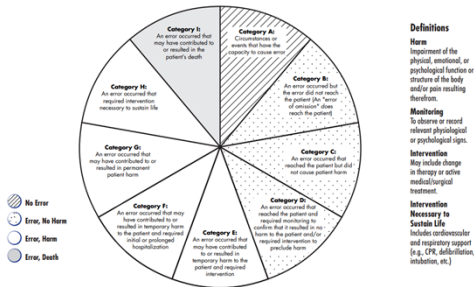 Category I:
An error occurred that
may have contributed to
or resulted in
the patient's death
Category A:
Circumstances or
events that have the
capacity to cause error
Category B:
An error occurred but
the error did not reach
the patient (An "error
of omission" does
reach the patient)
Category C:
An error occurred that
reached the patient but did
not cause patient harm
Category D:
An error occurred that
reached the patient and
required monitoring to
confirm that it resulted in no
harm to the patient and/or
required intervention to
preclude harm
Category E:
An error occurred that
may have contributed
to or resulted in
temporary harm to the
patient and required
intervention
Category F:
An error occurred that may
have contributed to or
resulted in temporary harm
to the patient and required
initial or prolonged
hospitalization
Category G:
An error occurred that
may have contributed to or
resulted in permanent
patient harm
Category H:
An error occurred that
required intervention
necessary to sustain life
No Error
Error, No Harm
Error, Harm
Error, Death
Definitions
Harm
Impairment of the
physical, emotional, or
psychological function or
structure of the body
and/or pain resulting
therefrom.
Monitoring
To observe or record
relevant physiological
or psychological signs.
Intervention
May include change
in therapy or active
medical/surgical
treatment.
Intervention
Necessary to
Sustain Life
Includes cardiovascular
and respiratory support
(e.g., CPR, defibrillation,
intubation, etc.)